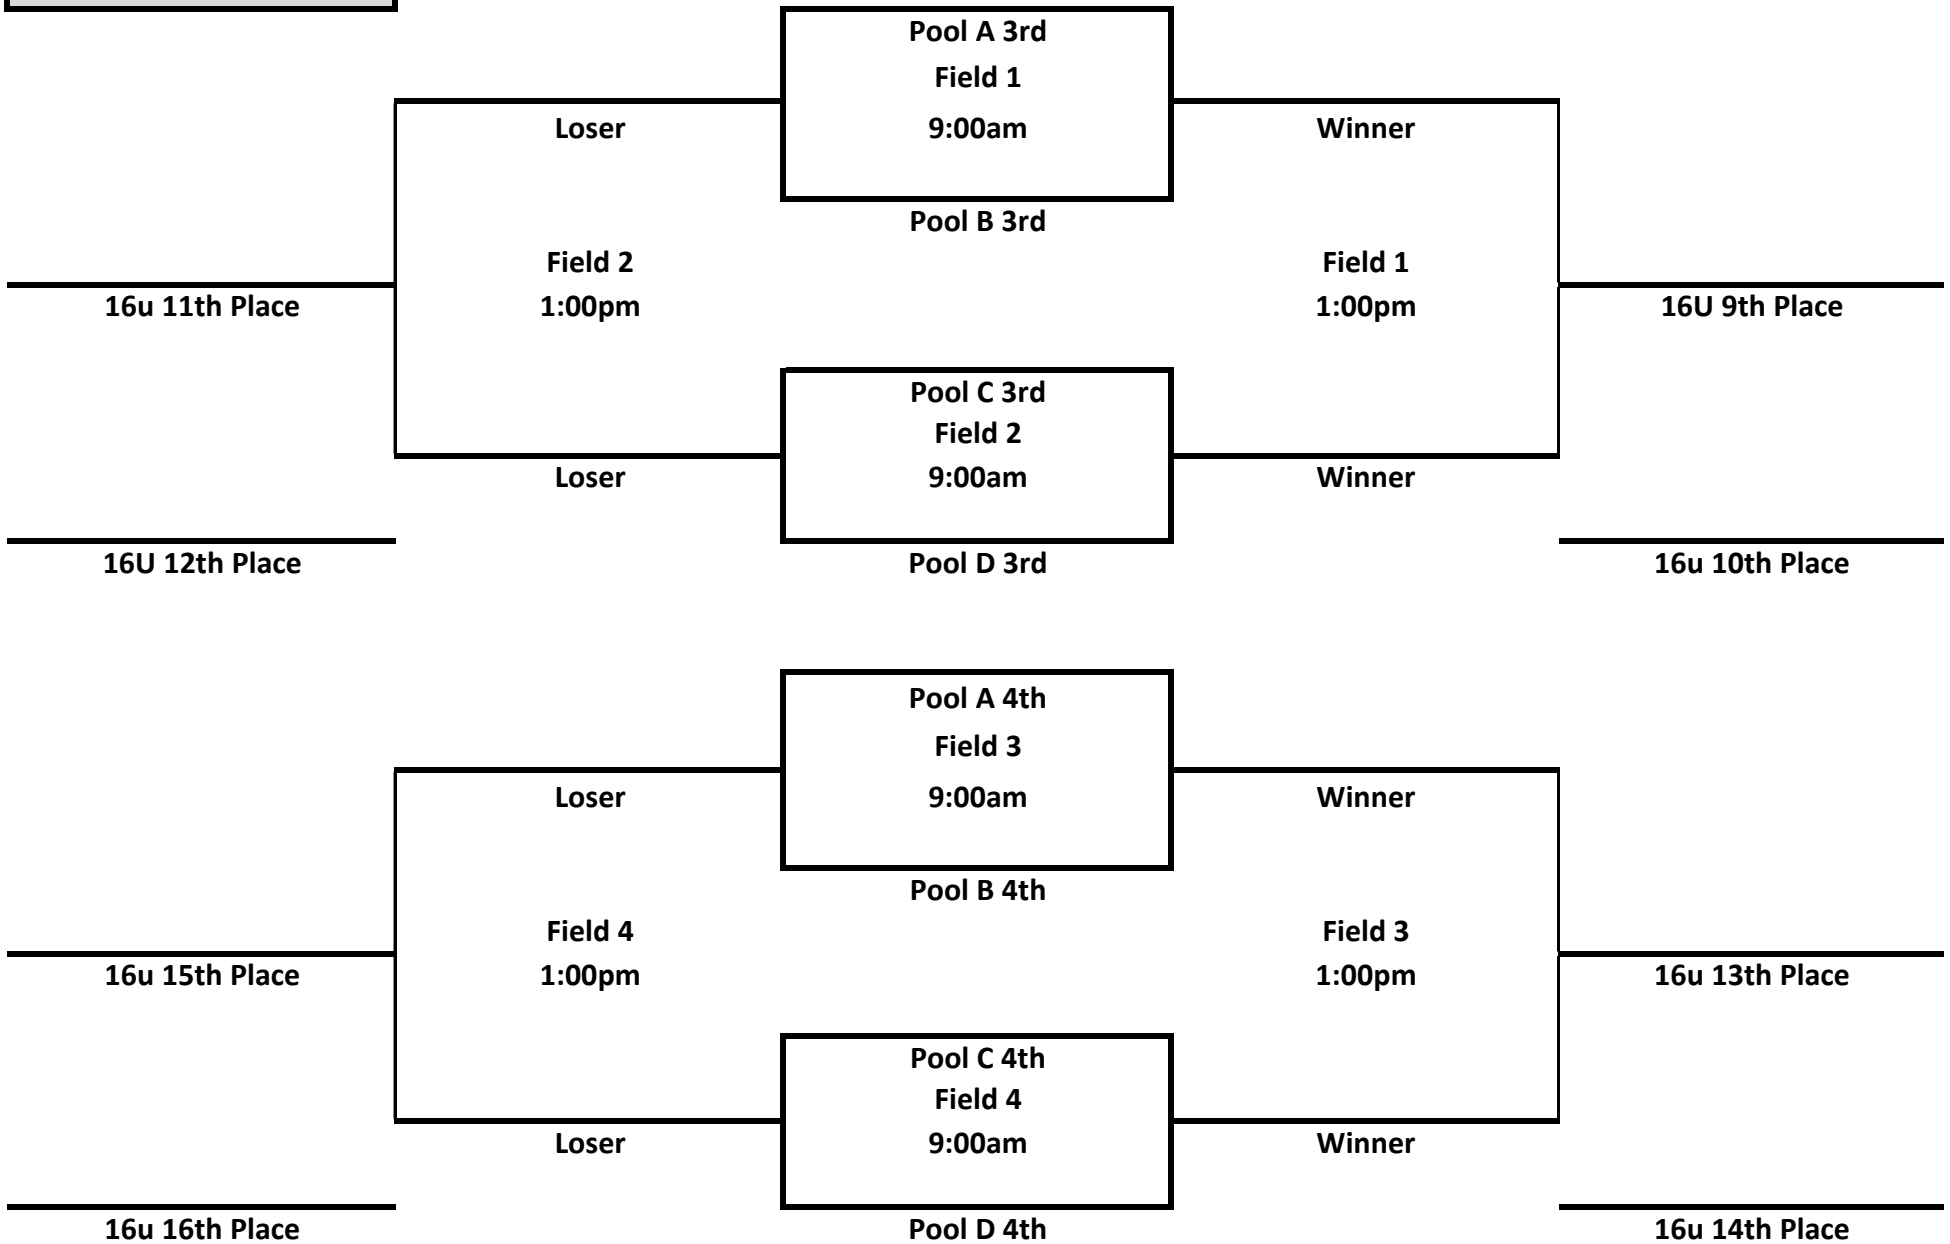 Pool A 3rd
Field 1
Loser
9:00am
Winner
Pool B 3rd
Field 2
Field 1
16u 11th Place
1:00pm
1:00pm
16U 9th Place
Pool C 3rd
Field 2
Loser
9:00am
Winner
16U 12th Place
Pool D 3rd
16u 10th Place
Pool A 4th
Field 3
Loser
9:00am
Winner
Pool B 4th
Field 4
Field 3
16u 15th Place
1:00pm
1:00pm
16u 13th Place
Pool C 4th
Field 4
Loser
9:00am
Winner
16u 16th Place
Pool D 4th
16u 14th Place